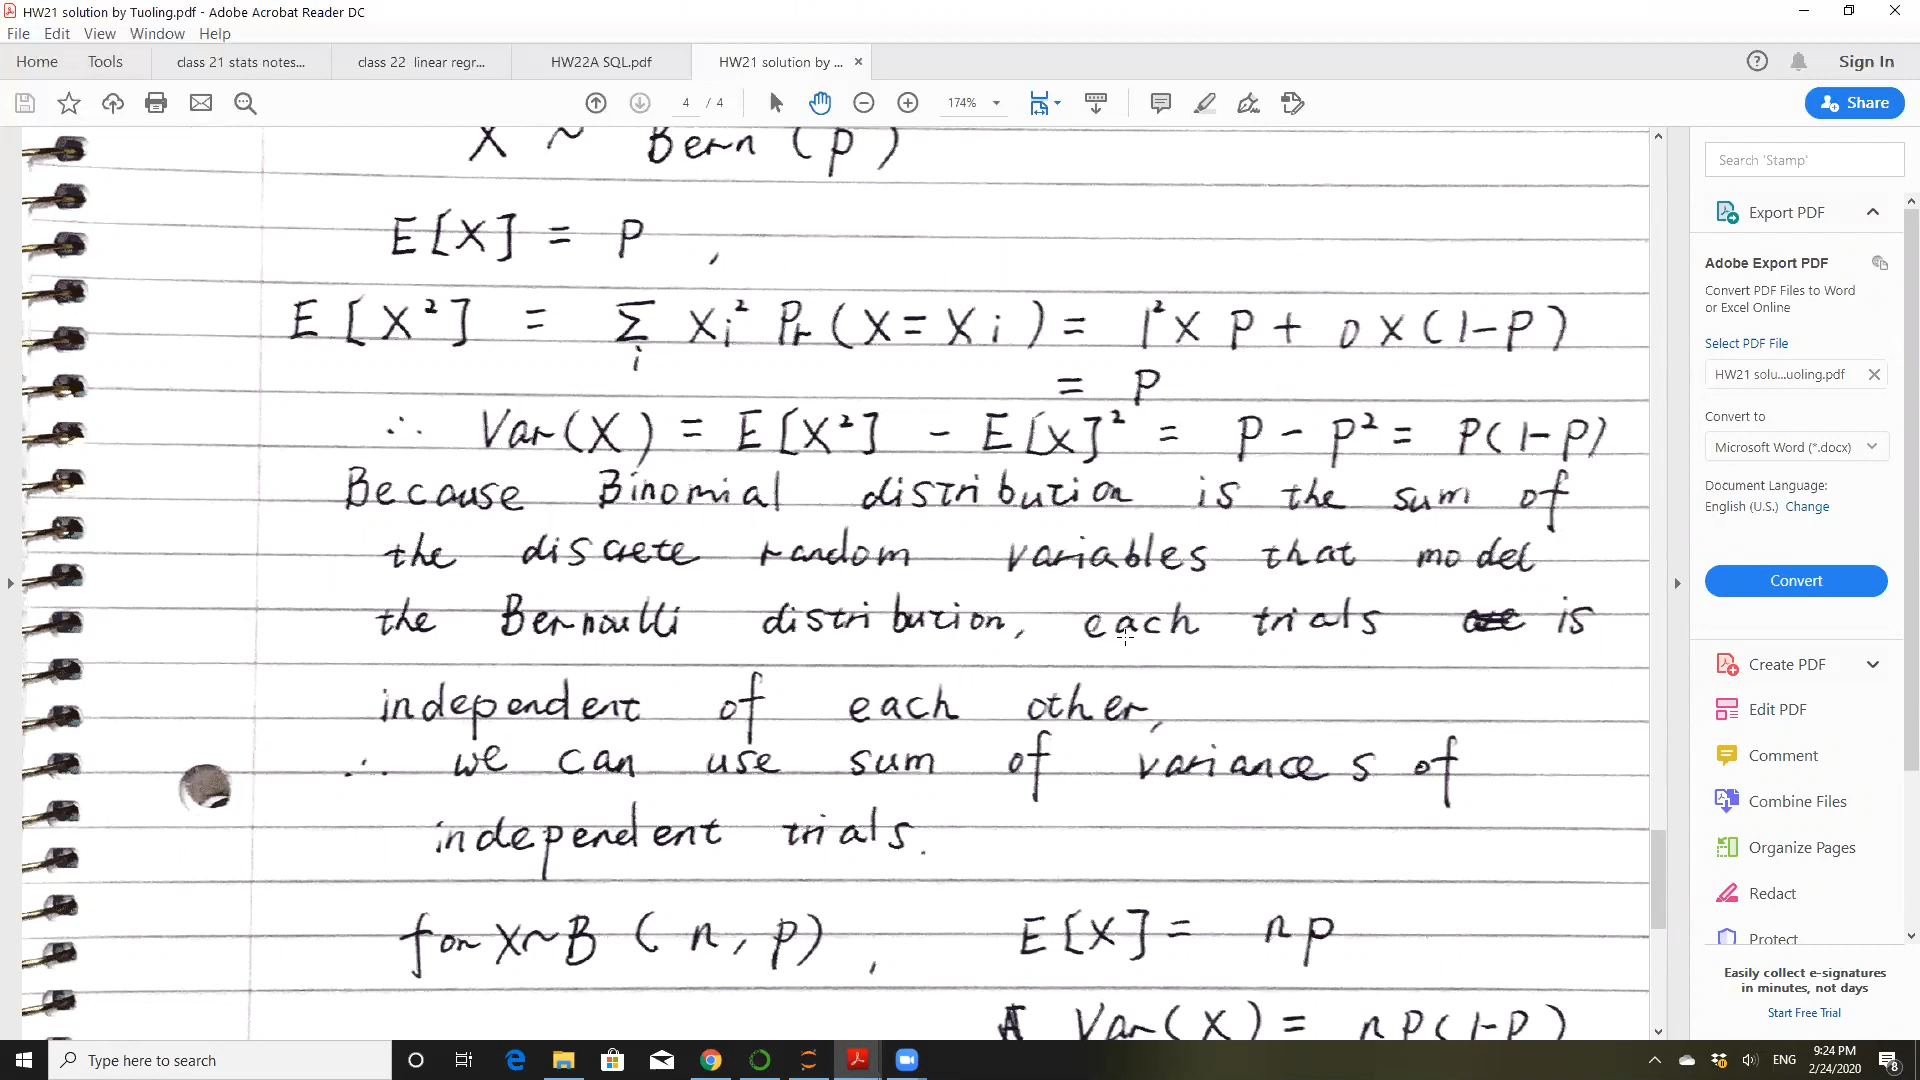 HW21 solution by Tuoling.pdf - Adobe Acrobat Reader DC
File Edit View Window Help
Home Tools class 21 stats notes... class 22 linear regr... HW22A SQL.pdf HW21 solution by ... × Sign In
4 / 4 174% Share
X ~ Bern (p)
E[X] = P ,
E[X²] = Σ Xi² Pr(X=Xi) = 1² X P + 0 X (1-P)
i
= P
∴ Var(X) = E[X²] - E[X]² = P - P² = P(1-P)
Because Binomial distribution is the sum of
the discrete random variables that model
the Bernoulli distribution, each trials is
independent of each other,
∴ we can use sum of variances of
independent trials.
for X~B (n, p) , E[X] = np
Var(X) = nP(1-P)
Search 'Stamp'
Export PDF
Adobe Export PDF
Convert PDF Files to Word
or Excel Online
Select PDF File
HW21 solu...uoling.pdf
Convert to
Microsoft Word (*.docx)
Document Language:
English (U.S.) Change
Convert
Create PDF
Edit PDF
Comment
Combine Files
Organize Pages
Redact
Protect
Easily collect e-signatures
in minutes, not days
Start Free Trial
Type here to search
ENG
9:24 PM
2/24/2020
8